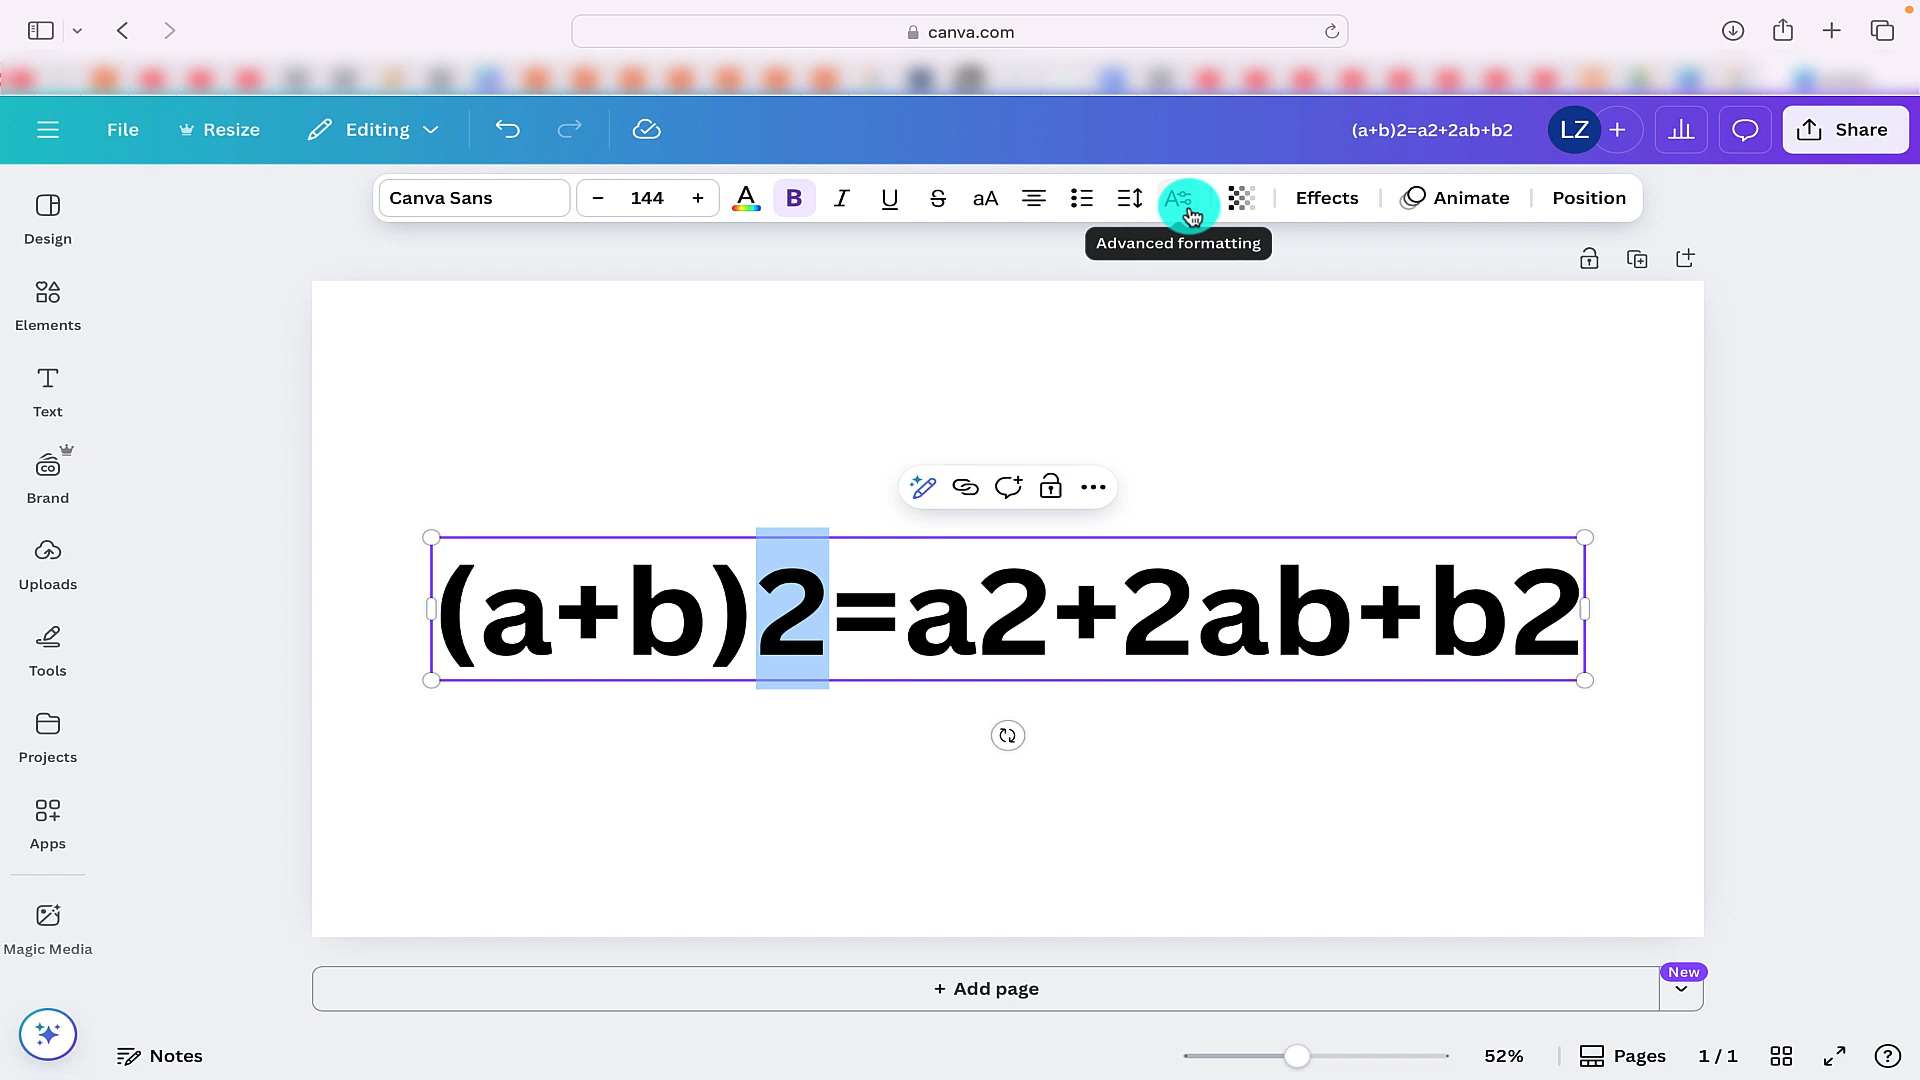 canva.com
File Resize Editing (a+b)2=a2+2ab+b2 LZ Share
Canva Sans 144 A B I U S aA Effects Animate Position
Advanced formatting
Design
Elements
Text
Brand
Uploads
Tools
Projects
Apps
Magic Media
(a+b)2=a2+2ab+b2
New
+ Add page
Notes 52% Pages 1 / 1